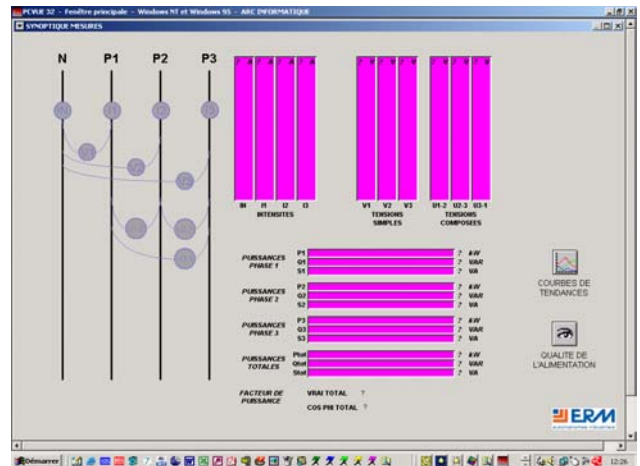 PCVUE 32 - Fenêtre principale - Windows NT et Windows 95 - ARC INFORMATIQUE
SYNOPTIQUE MESURES
N P1 P2 P3
? A ? A ? A ? A ? V ? V ? V ? V ? V ? V
IN I1 I2 I3
INTENSITES
V1 V2 V3
TENSIONS
SIMPLES
U1-2 U2-3 U3-1
TENSIONS
COMPOSEES
PUISSANCES
PHASE 1
P1 ? kW
Q1 ? VAR
S1 ? VA
PUISSANCES
PHASE 2
P2 ? kW
Q2 ? VAR
S2 ? VA
PUISSANCES
PHASE 3
P3 ? kW
Q3 ? VAR
S3 ? VA
PUISSANCES
TOTALES
Ptot ? kW
Qtot ? VAR
Stot ? VA
FACTEUR DE
PUISSANCE
VRAI TOTAL ?
COS PHI TOTAL ?
COURBES DE
TENDANCES
QUALITE DE
L'ALIMENTATION
ERM
Démarrer
12:26